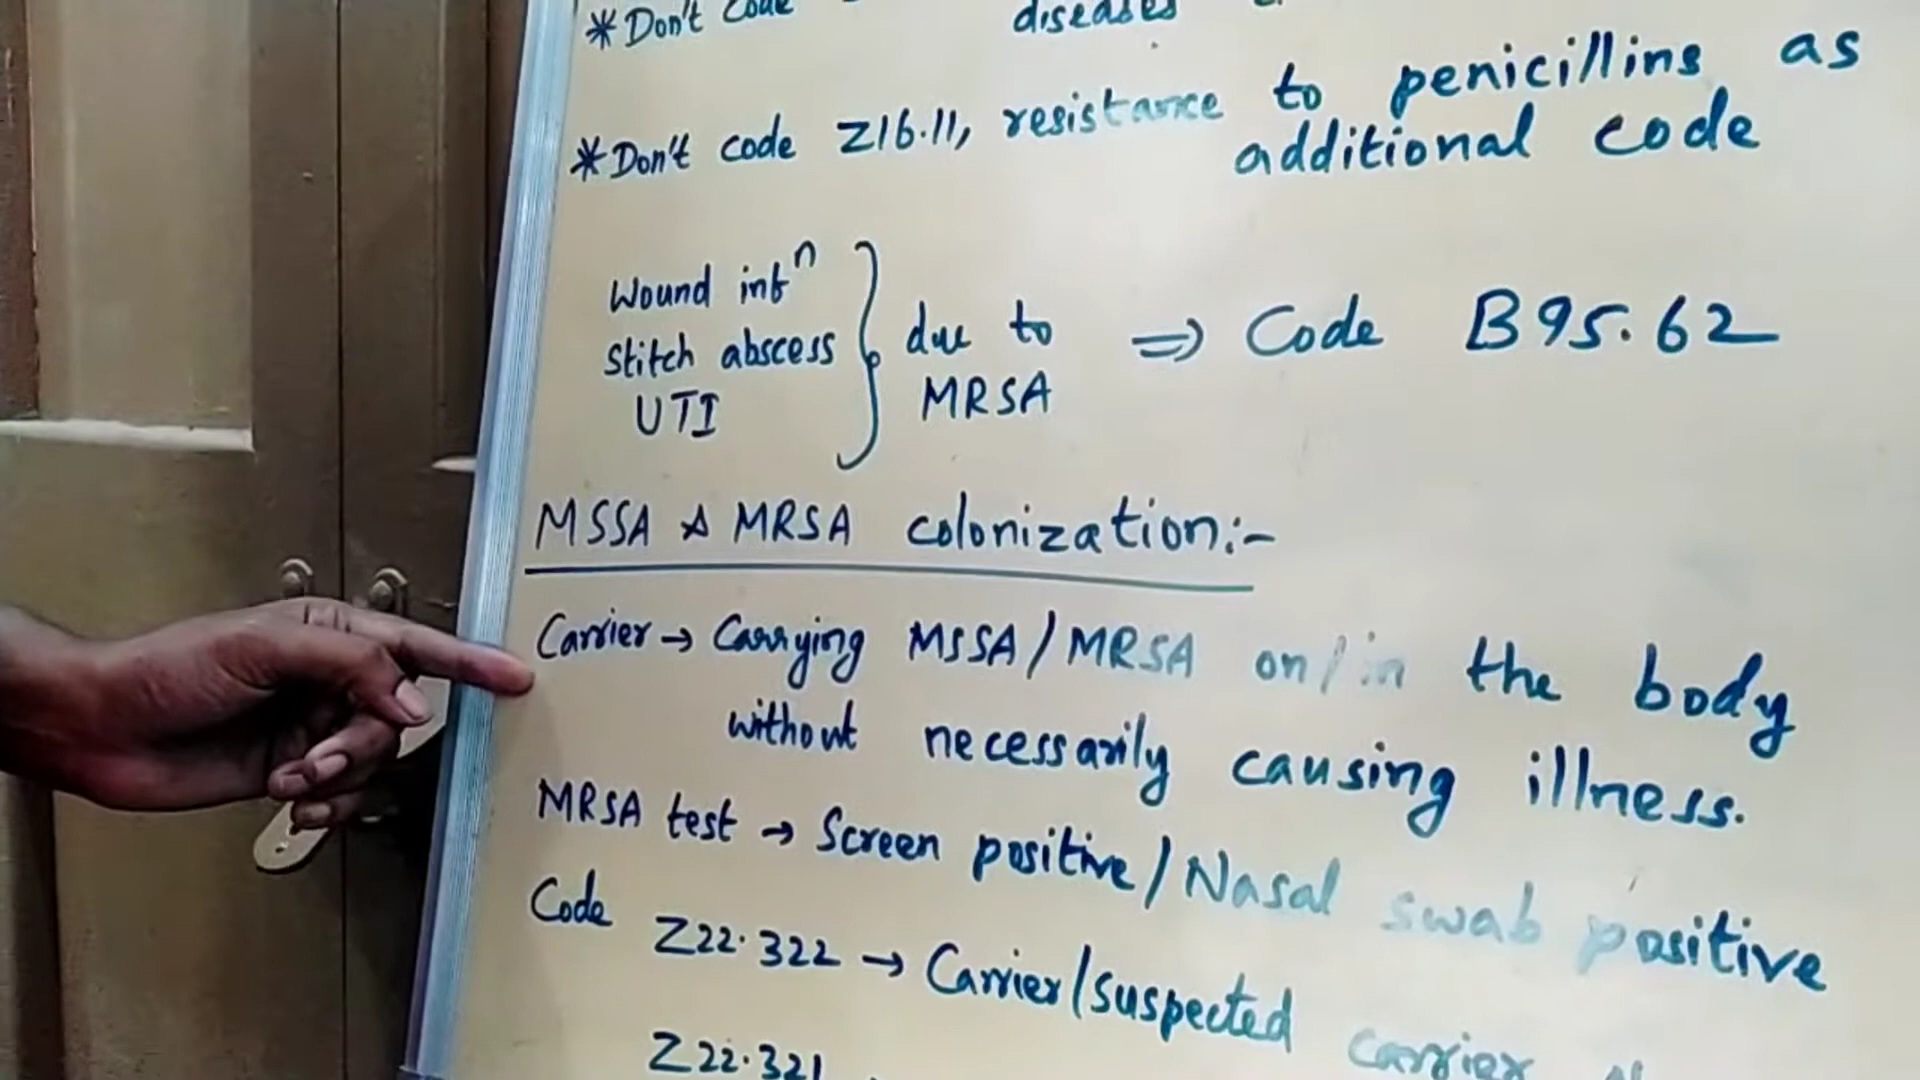 *Don't code
diseases
*Don't code Z16.11, resistance to penicillins as
additional code
Wound infⁿ
Stitch abscess
UTI
due to
MRSA
⇒ Code B95.62
MSSA & MRSA colonization:-
Carrier → Carrying MSSA/MRSA on/in the body
without necessarily causing illness.
MRSA test → Screen positive/Nasal swab positive
Code
Z22.322 → Carrier/suspected carrier
Z22.321